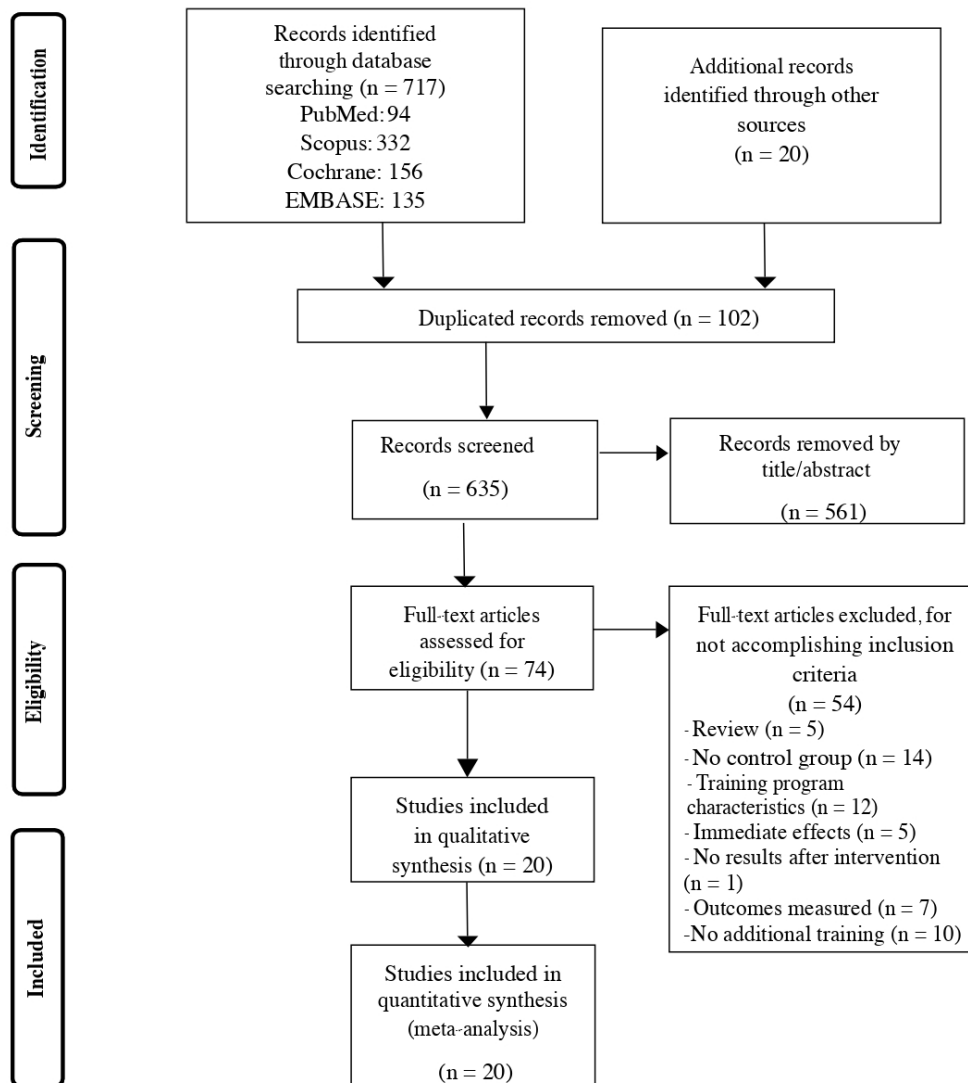 Identification
Records identified
through database
searching (n = 717)
PubMed: 94
Scopus: 332
Cochrane: 156
EMBASE: 135
Additional records
identified through other
sources
(n = 20)
Screening
Duplicated records removed (n = 102)
Records screened
(n = 635)
Records removed by
title/abstract
(n = 561)
Eligibility
Full-text articles
assessed for
eligibility (n = 74)
Full-text articles excluded, for
not accomplishing inclusion
criteria
(n = 54)
- Review (n = 5)
- No control group (n = 14)
- Training program
characteristics (n = 12)
- Immediate effects (n = 5)
- No results after intervention
(n = 1)
- Outcomes measured (n = 7)
-No additional training (n = 10)
Studies included
in qualitative
synthesis (n = 20)
Included
Studies included in
quantitative synthesis
(meta-analysis)
(n = 20)